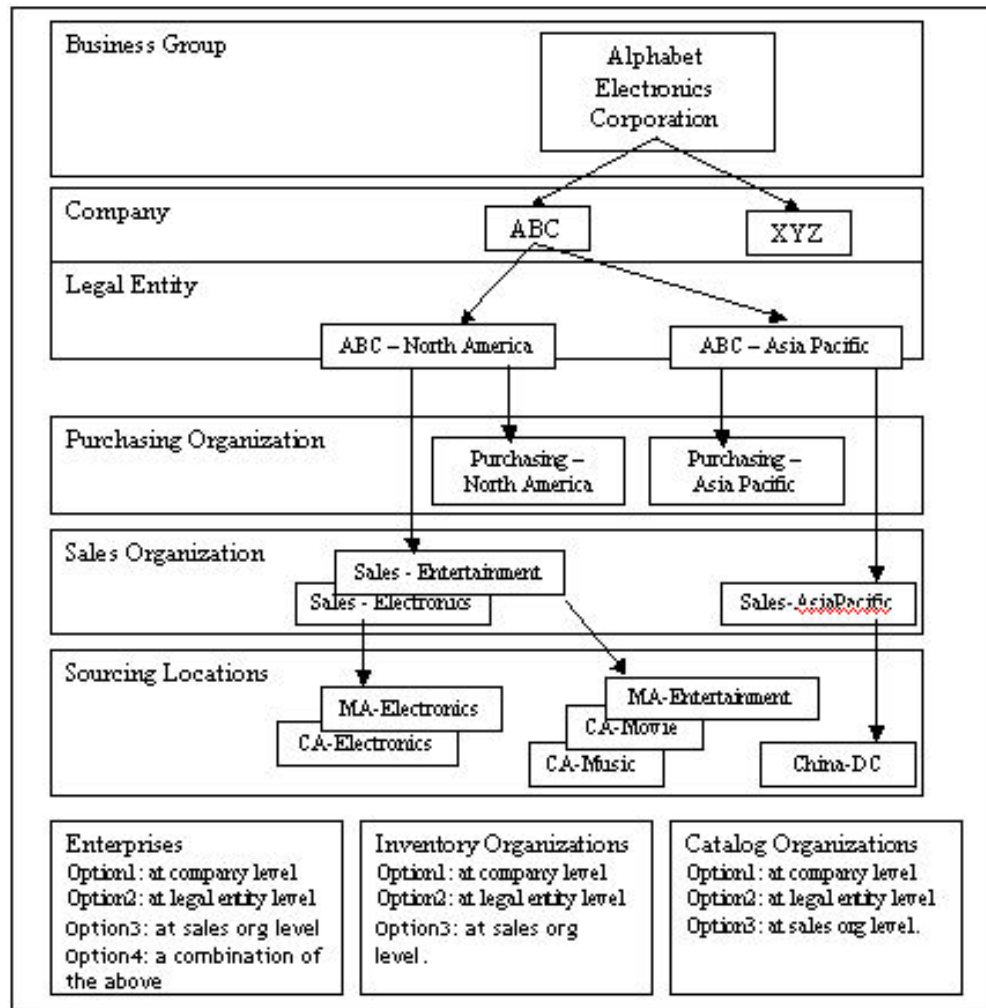 Business Group
Alphabet
Electronics
Corporation
Company
ABC
XYZ
Legal Entity
ABC – North America
ABC – Asia Pacific
Purchasing Organization
Purchasing –
North America
Purchasing –
Asia Pacific
Sales Organization
Sales - Entertainment
Sales - Electronics
Sales-AsiaPacific
Sourcing Locations
MA-Electronics
CA-Electronics
MA-Entertainment
CA-Movie
CA-Music
China-DC
Enterprises
Option1: at company level
Option2: at legal entity level
Option3: at sales org level
Option4: a combination of
the above
Inventory Organizations
Option1: at company level
Option2: at legal entity level
Option3: at sales org
level.
Catalog Organizations
Option1: at company level
Option2: at legal entity level
Option3: at sales org level.